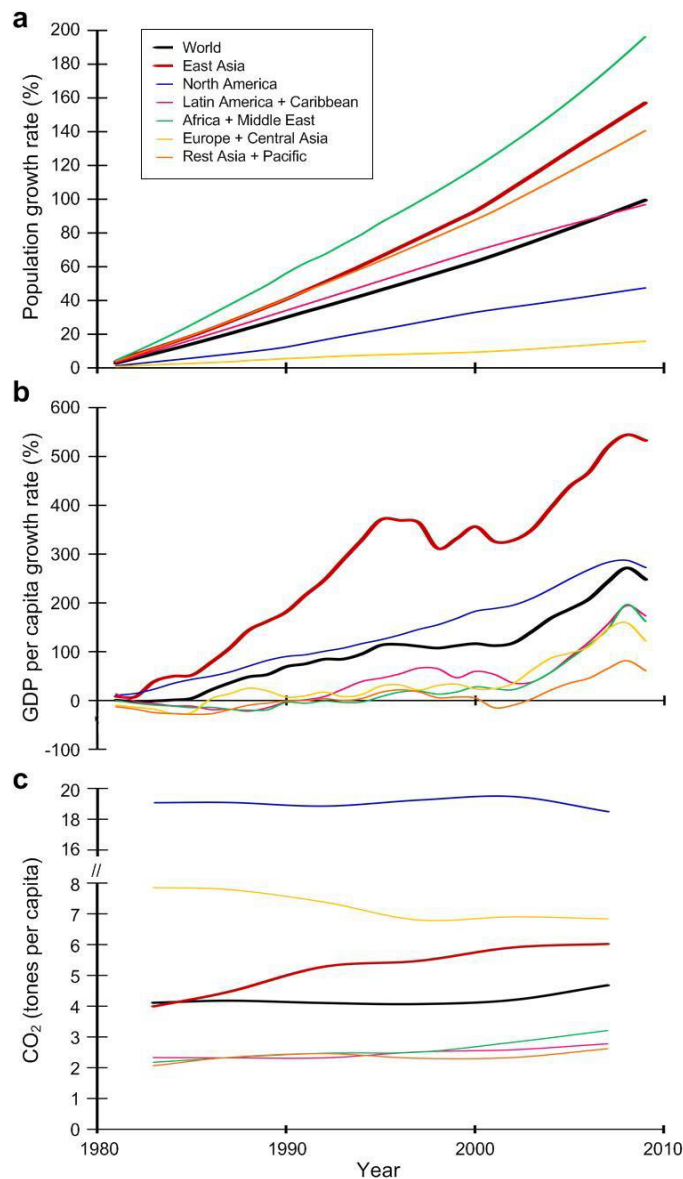 a
Population growth rate (%)
200
180
160
140
120
100
80
60
40
20
0
World
East Asia
North America
Latin America + Caribbean
Africa + Middle East
Europe + Central Asia
Rest Asia + Pacific
b
GDP per capita growth rate (%)
600
500
400
300
200
100
0
-100
c
CO₂ (tones per capita)
20
18
16
//
8
7
6
5
4
3
2
1
0
1980 1990 2000 2010
Year